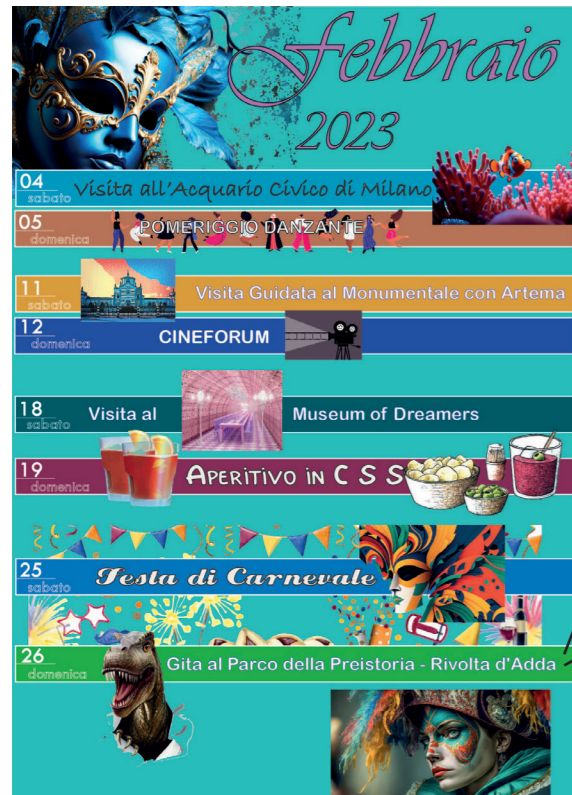 Febbraio
2023
04
sabato
Visita all'Acquario Civico di Milano
05
domenica
POMERIGGIO DANZANTE
11
sabato
Visita Guidata al Monumentale con Artema
12
domenica
CINEFORUM
18
sabato
Visita al Museum of Dreamers
19
domenica
APERITIVO IN C S S
25
sabato
Festa di Carnevale
26
domenica
Gita al Parco della Preistoria - Rivolta d'Adda